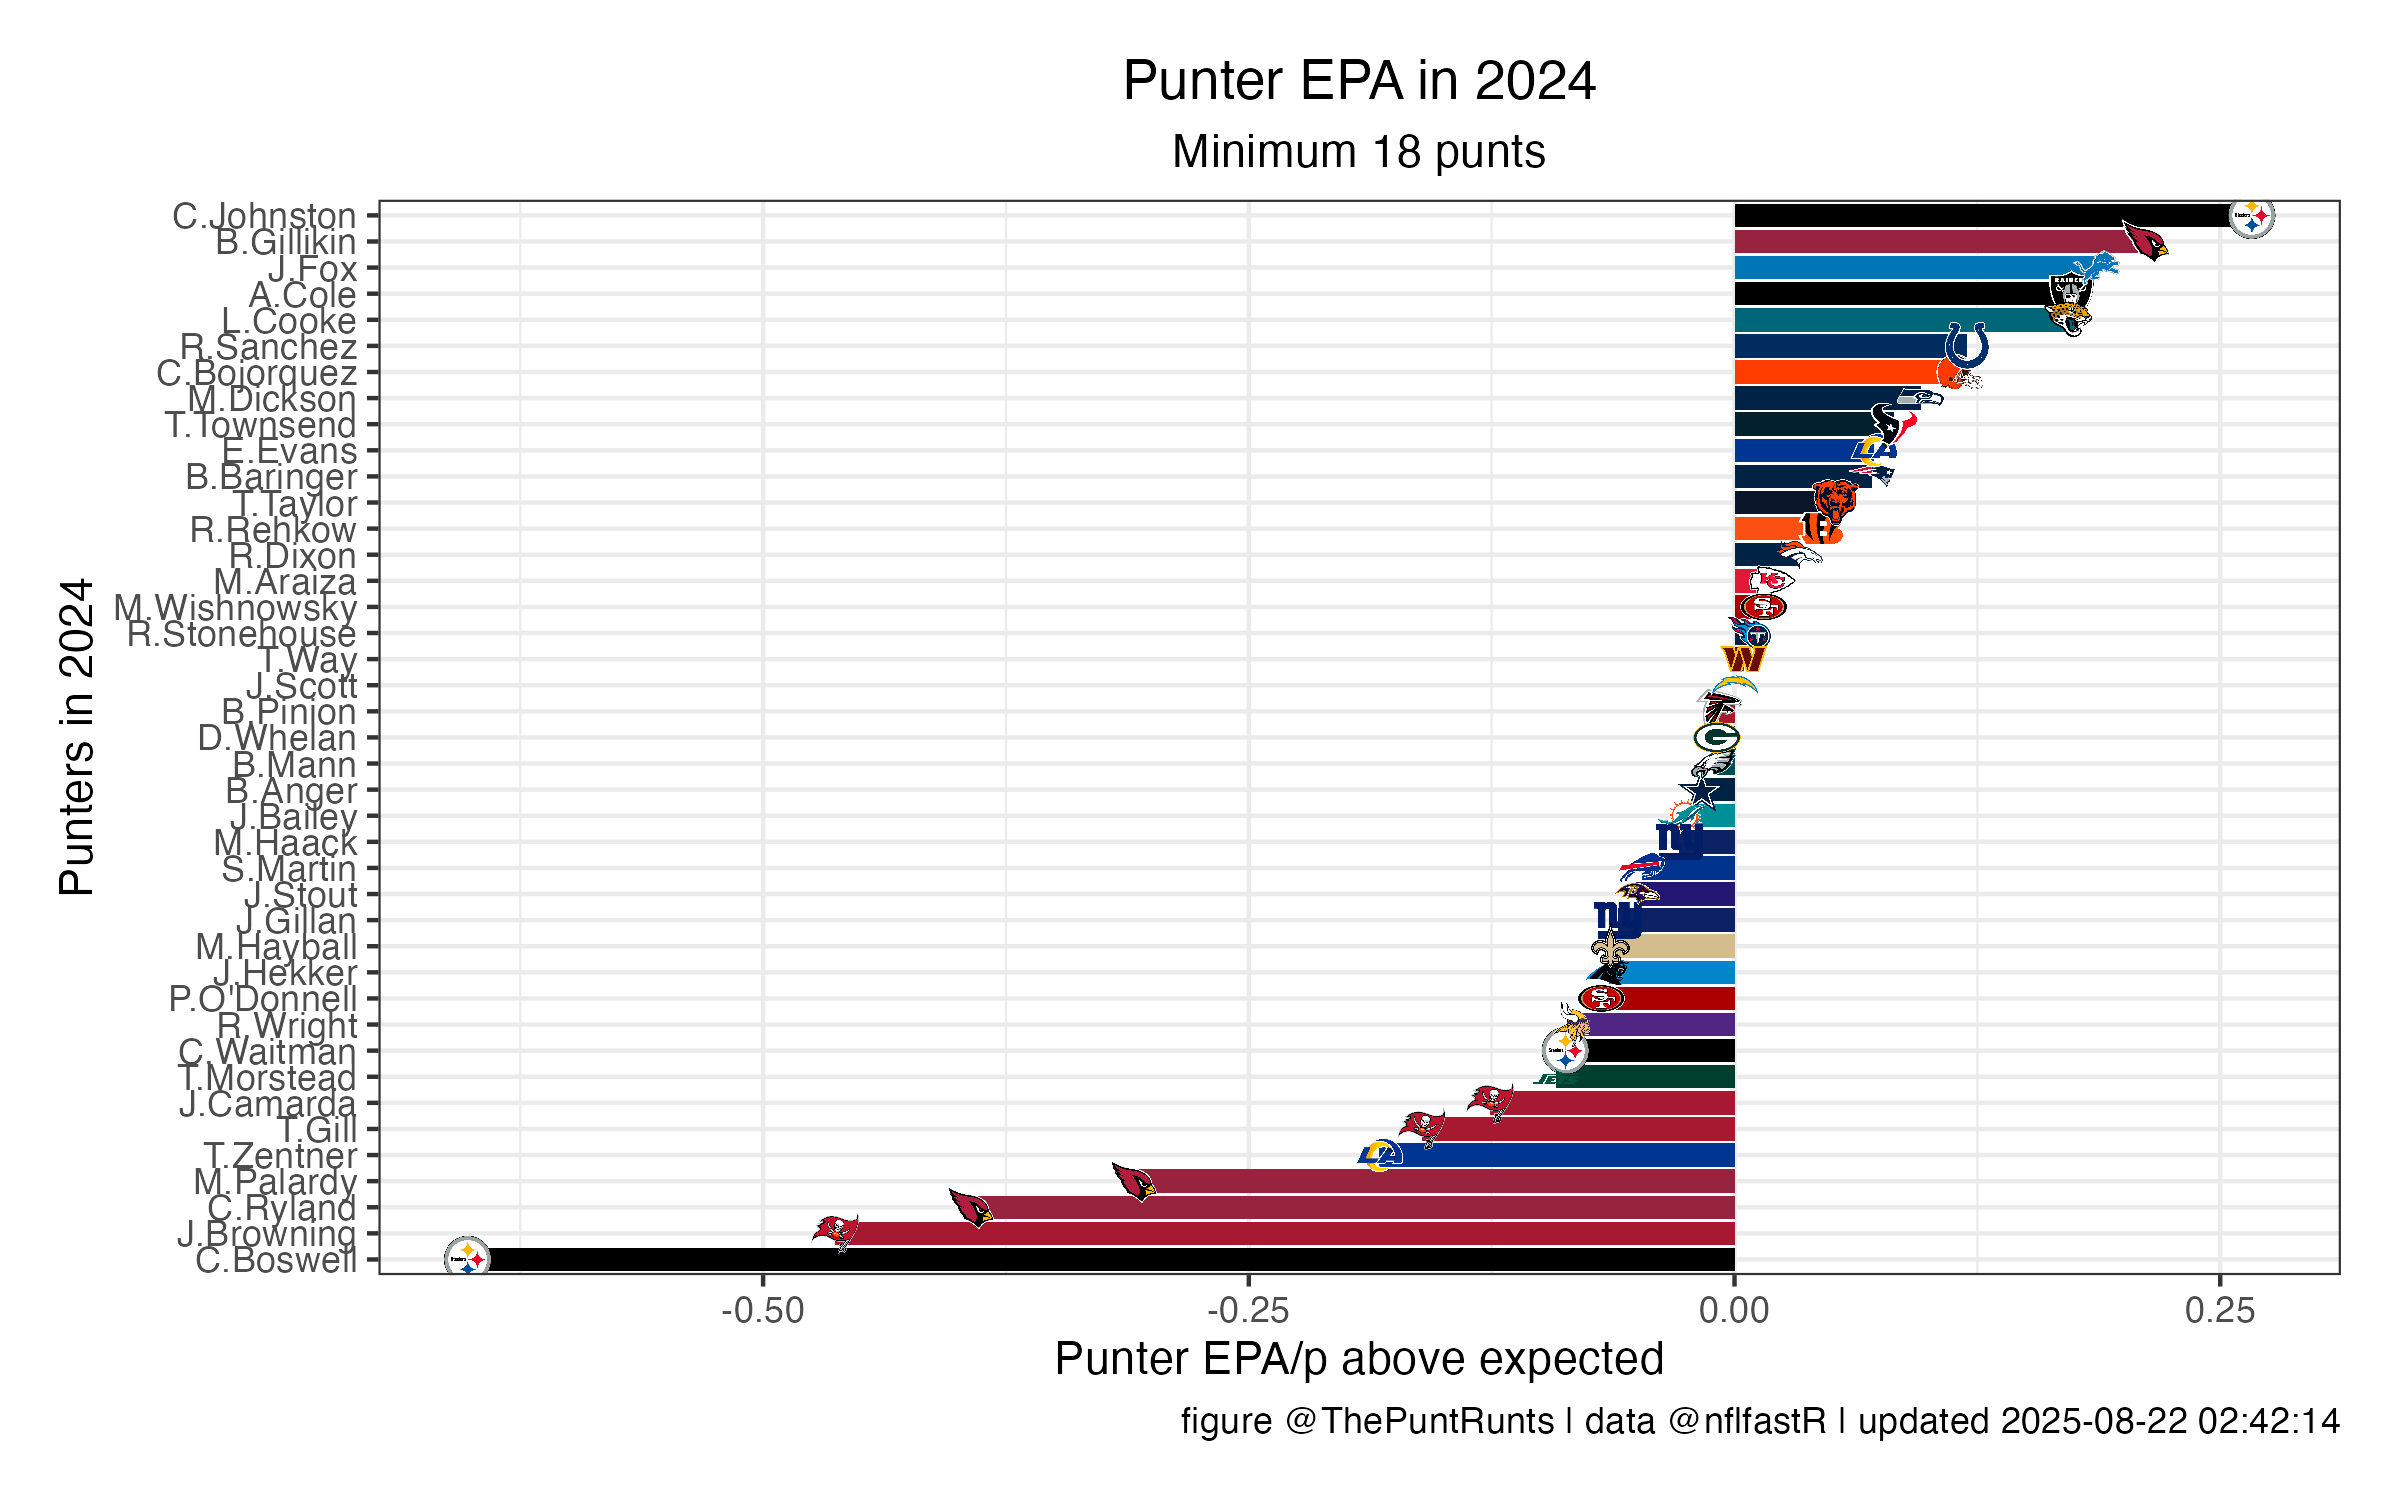 Punter EPA in 2024
Minimum 18 punts
Punters in 2024
C.Johnston
B.Gillikin
J.Fox
A.Cole
L.Cooke
R.Sanchez
C.Bojorquez
M.Dickson
T.Townsend
E.Evans
B.Baringer
T.Taylor
R.Rehkow
R.Dixon
M.Araiza
M.Wishnowsky
R.Stonehouse
T.Way
J.Scott
B.Pinion
D.Whelan
B.Mann
B.Anger
J.Bailey
M.Haack
S.Martin
J.Stout
J.Gillan
M.Hayball
J.Hekker
P.O'Donnell
R.Wright
C.Waitman
T.Morstead
J.Camarda
T.Gill
T.Zentner
M.Palardy
C.Ryland
J.Browning
C.Boswell
-0.50 -0.25 0.00 0.25
Punter EPA/p above expected
figure @ThePuntRunts | data @nflfastR | updated 2025-08-22 02:42:14